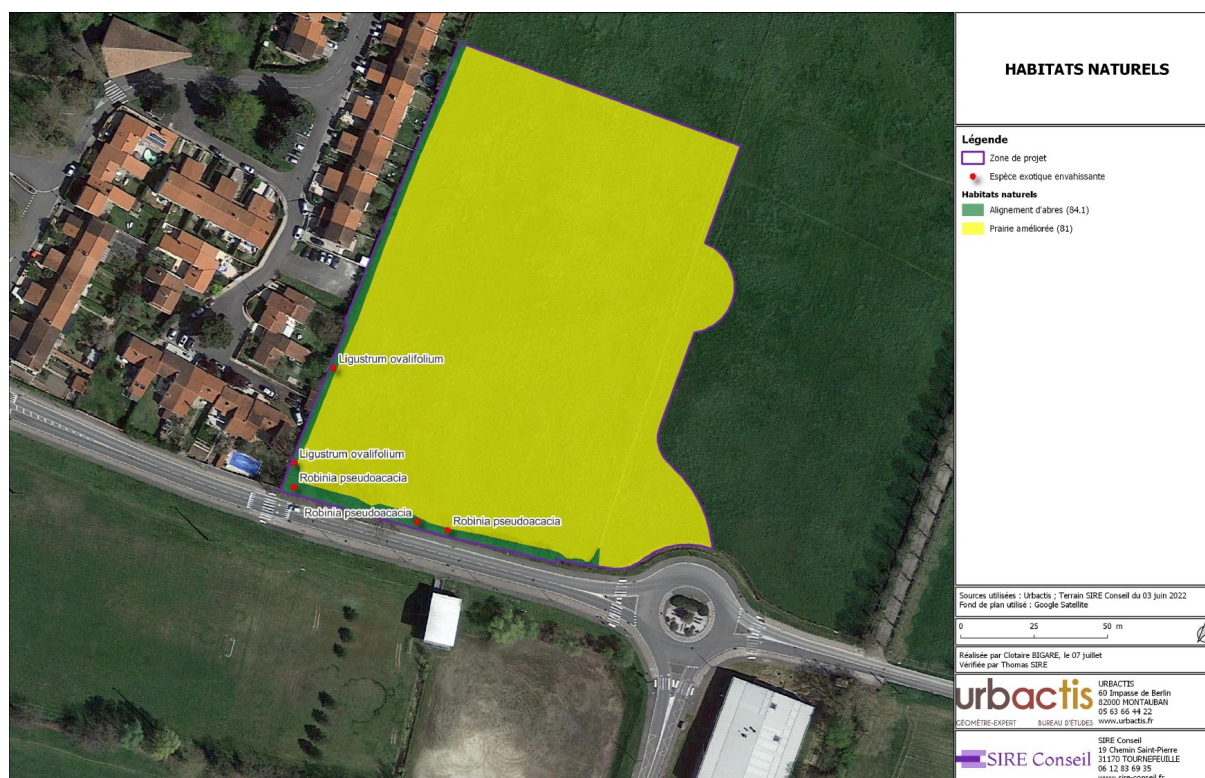 HABITATS NATURELS
Légende
Zone de projet
Espèce exotique envahissante
Habitats naturels
Alignement d'abres (84.1)
Prairie améliorée (81)
Ligustrum ovalifolium
Ligustrum ovalifolium
Robinia pseudoacacia
Robinia pseudoacacia
Robinia pseudoacacia
Sources utilisées : Urbactis ; Terrain SIRE Conseil du 03 juin 2022
Fond de plan utilisé : Google Satellite
0 25 50 m
Réalisée par Clotaire BIGARE, le 07 juillet
Vérifiée par Thomas SIRE
urbactis
GÉOMÈTRE-EXPERT BUREAU D'ÉTUDES
URBACTIS
60 Impasse de Berlin
82000 MONTAUBAN
05 63 66 44 22
www.urbactis.fr
SIRE Conseil
SIRE Conseil
19 Chemin Saint-Pierre
31170 TOURNEFEUILLE
06 12 83 69 35
www.sire-conseil.fr